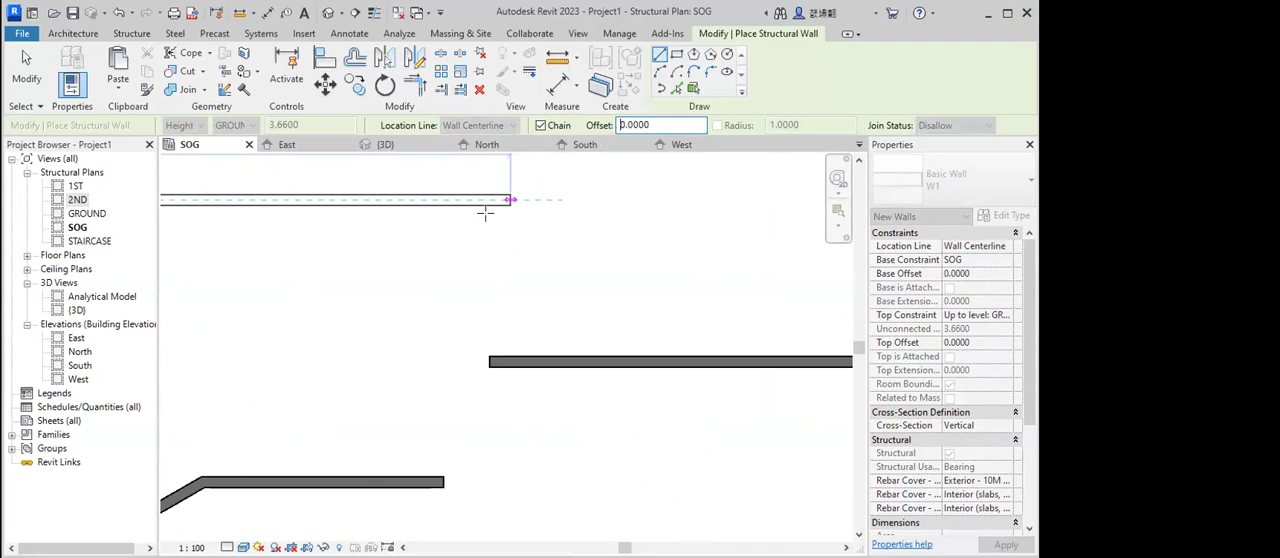 Autodesk Revit 2023 - Project1 - Structural Plan: SOG
File Architecture Structure Steel Precast Systems Insert Annotate Analyze Massing & Site Collaborate View Manage Add-Ins Modify | Place Structural Wall
Modify Paste Cope Cut Join Activate
Select Properties Clipboard Geometry Controls Modify View Measure Create Draw
Modify | Place Structural Wall Height GROUN 3.6600 Location Line: Wall Centerline Chain Offset: 0.0000 Radius: 1.0000 Join Status: Disallow
Project Browser - Project1
SOG East {3D} North South West
Properties
Views (all)
Structural Plans
1ST
2ND
GROUND
SOG
STAIRCASE
Floor Plans
Ceiling Plans
3D Views
Analytical Model
{3D}
Elevations (Building Elevation
East
North
South
West
Legends
Schedules/Quantities (all)
Sheets (all)
Families
Groups
Revit Links
1 : 100
Basic Wall
W1
New Walls Edit Type
Constraints
Location Line Wall Centerline
Base Constraint SOG
Base Offset 0.0000
Base is Attach...
Base Extensio... 0.0000
Top Constraint Up to level: GR...
Unconnected ... 3.6600
Top Offset 0.0000
Top is Attached
Top Extension... 0.0000
Room Boundi...
Related to Mass
Cross-Section Definition
Cross-Section Vertical
Structural
Structural
Structural Usa... Bearing
Rebar Cover - ... Exterior - 10M ...
Rebar Cover - ... Interior (slabs, ...
Rebar Cover - ... Interior (slabs, ...
Dimensions
Properties help Apply